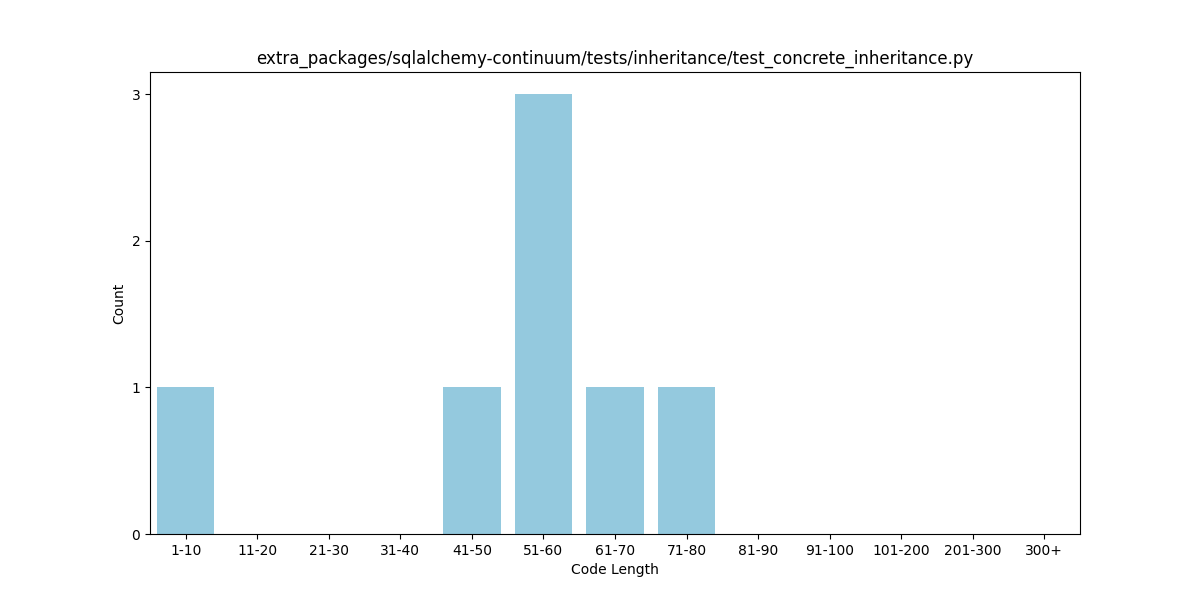 extra_packages/sqlalchemy-continuum/tests/inheritance/test_concrete_inheritance.py
Count
3
2
1
0
1-10 11-20 21-30 31-40 41-50 51-60 61-70 71-80 81-90 91-100 101-200 201-300 300+
Code Length